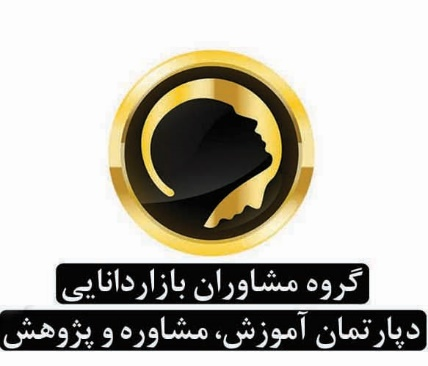 گروه مشاوران بازاردانایی
دپارتمان آموزش، مشاوره و پژوهش